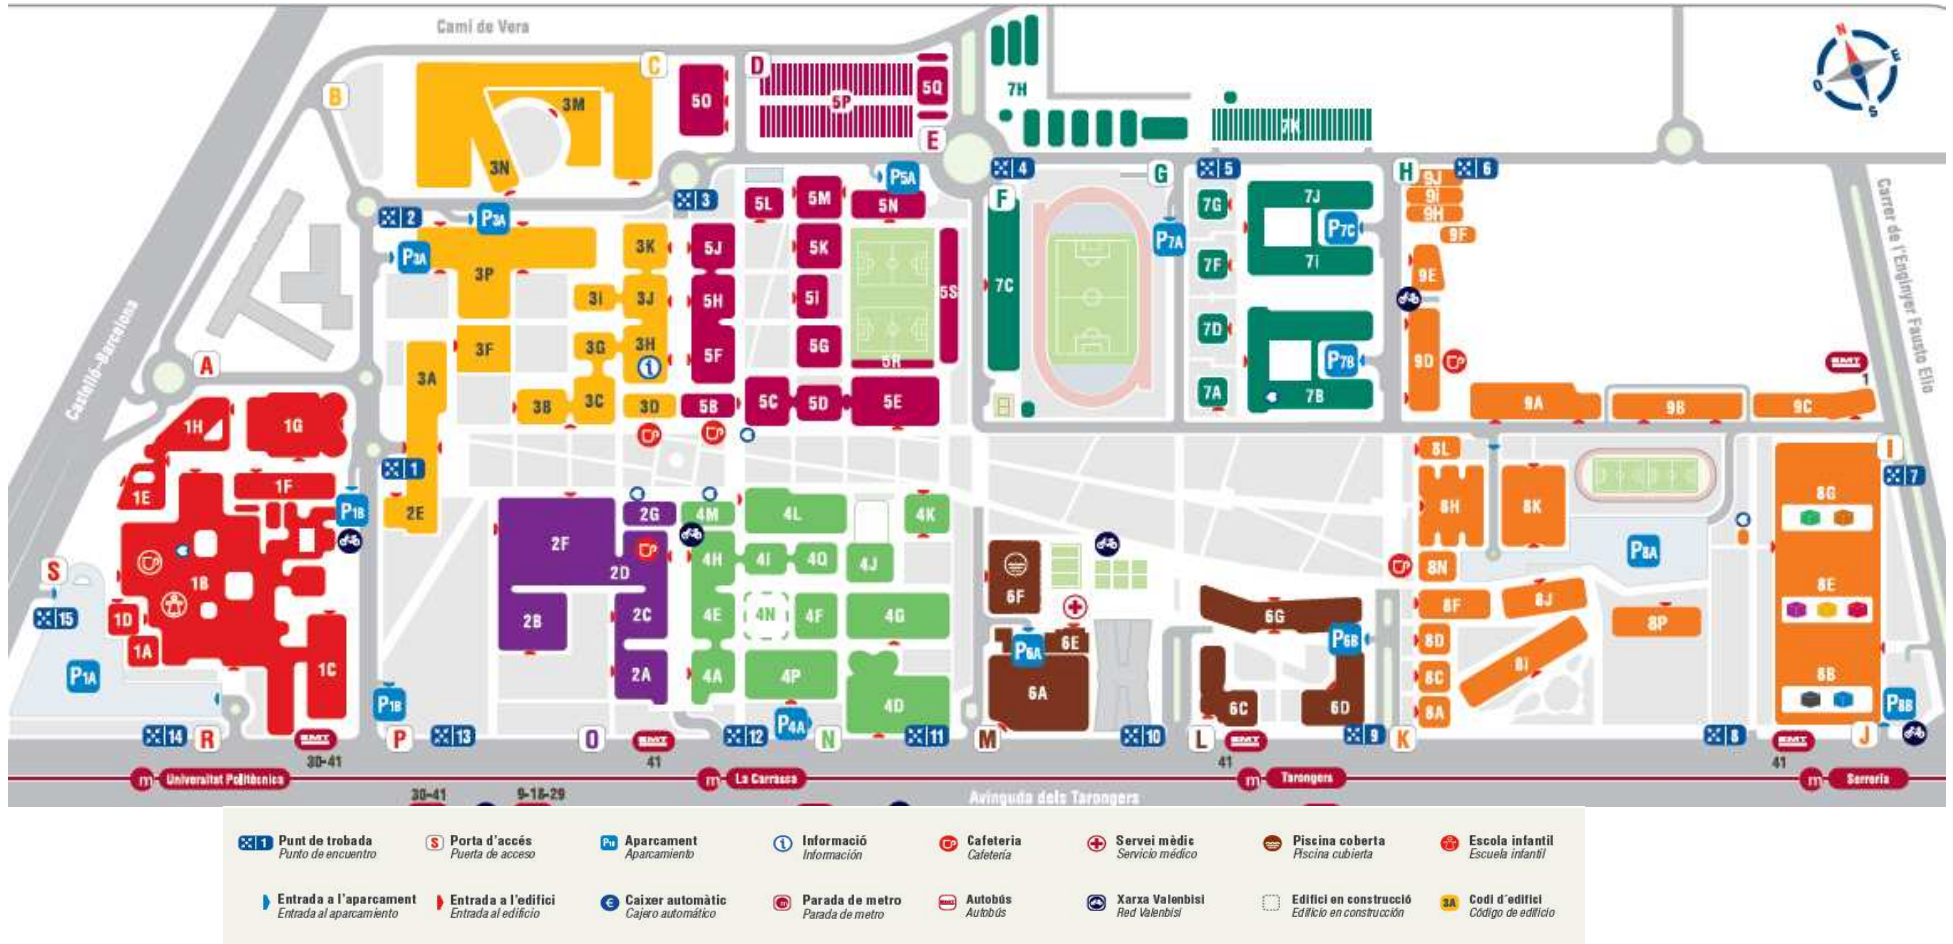 Camí de Vera
B
C
3M
3N
5O
D
5P
5Q
E
7H
7K
N
E
S
O
2
P3A
P3A
3P
3
5L
5M
P5A
5N
4
F
G
5
P7A
7G
7J
P7C
7i
H
6
9J
9i
9H
9F
9E
3K
5J
5K
3i
3J
5H
5i
5S
7C
7F
7D
3F
3G
3H
5F
5G
5R
3A
3B
3C
3D
5B
5C
5D
5E
7A
P7B
7B
9D
9A
9B
9C
EMT
1
Carrer de l'Enginyer Fausto Elio
Castelló-Barcelona
A
1H
1G
1E
1F
P1B
1
2E
1B
S
15
1D
1A
1C
P1A
P1B
14
R
EMT
30-41
P
13
2F
2G
2D
2B
2C
2A
O
EMT
41
4M
4L
4K
4H
4I
4Q
4J
4E
4N
4F
4G
4A
4P
4D
12
P4A
N
11
6F
P6A
6E
6A
M
10
6G
P6B
6C
6D
L
EMT
41
9
K
8L
8H
8K
8N
P8A
8F
8J
8D
8I
8P
8C
8A
8
8G
8E
8B
I
7
P8B
J
EMT
41
m Universitat Politècnica
m La Carrasca
m Tarongers
m Serrería
30-41
9-18-29
Avinguda dels Tarongers
1 Punt de trobada
Punto de encuentro
S Porta d'accés
Puerta de acceso
Aparcament
Aparcamiento
i Informació
Información
Cafeteria
Cafetería
Servei mèdic
Servicio médico
Piscina coberta
Piscina cubierta
Escola infantil
Escuela infantil
Entrada a l'aparcament
Entrada al aparcamiento
Entrada a l'edifici
Entrada al edificio
€ Caixer automàtic
Cajero automático
m Parada de metro
Parada de metro
EMT Autobús
Autobús
Xarxa Valenbisi
Red Valenbisi
Edifici en construcció
Edificio en construcción
3A Codi d'edifici
Código de edificio